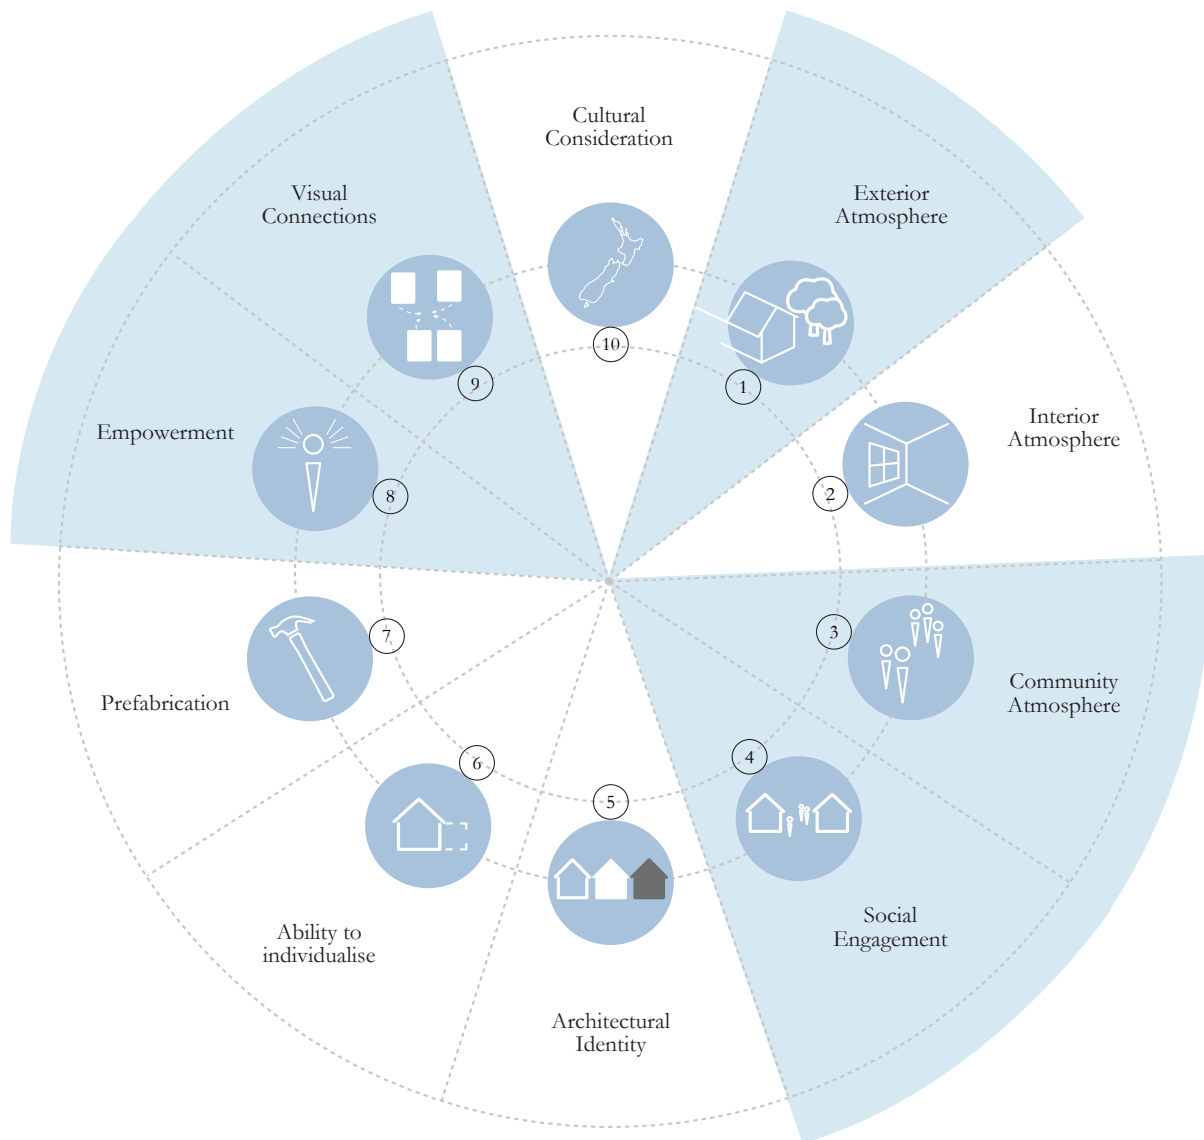 Cultural
Consideration
10
Exterior
Atmosphere
1
Interior
Atmosphere
2
Community
Atmosphere
3
Social
Engagement
4
Architectural
Identity
5
Ability to
individualise
6
Prefabrication
7
Empowerment
8
Visual
Connections
9